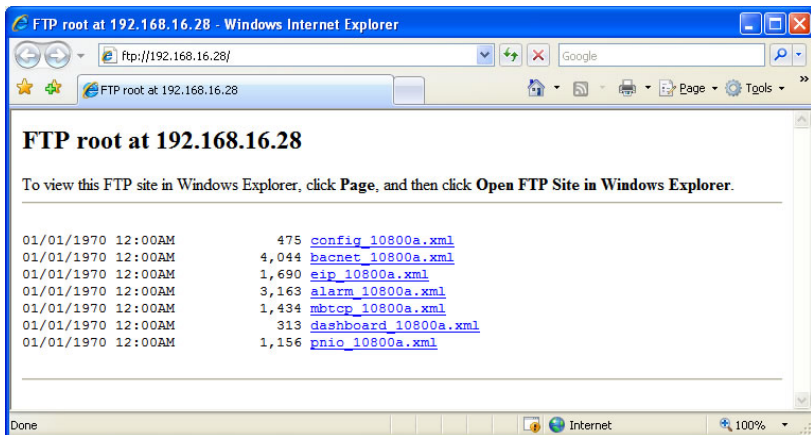 FTP root at 192.168.16.28 - Windows Internet Explorer
ftp://192.168.16.28/
Google
FTP root at 192.168.16.28
Page
Tools
»
FTP root at 192.168.16.28
To view this FTP site in Windows Explorer, click Page, and then click Open FTP Site in Windows Explorer.
01/01/1970 12:00AM 475 config_10800a.xml
01/01/1970 12:00AM 4,044 bacnet_10800a.xml
01/01/1970 12:00AM 1,690 eip_10800a.xml
01/01/1970 12:00AM 3,163 alarm_10800a.xml
01/01/1970 12:00AM 1,434 mbtcp_10800a.xml
01/01/1970 12:00AM 313 dashboard_10800a.xml
01/01/1970 12:00AM 1,156 pnio_10800a.xml
Done
Internet
100%